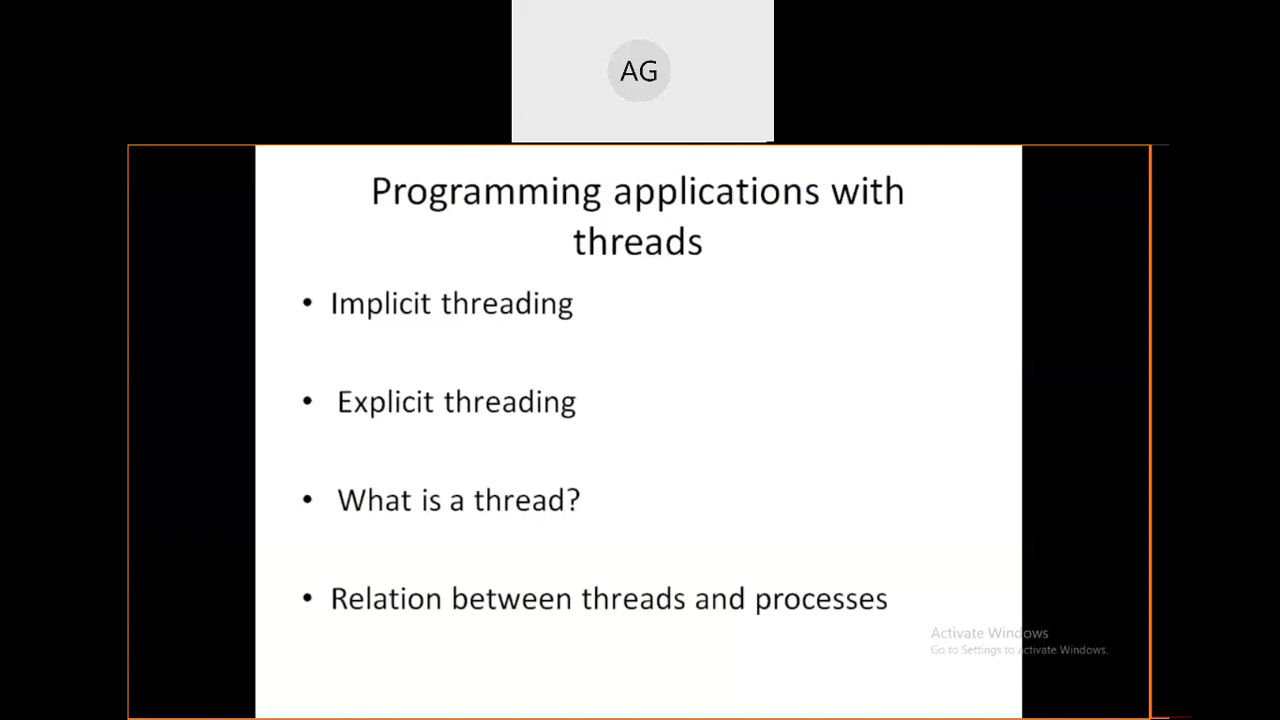 AG
Programming applications with
threads
• Implicit threading
• Explicit threading
• What is a thread?
• Relation between threads and processes
Activate Windows
Go to Settings to activate Windows.